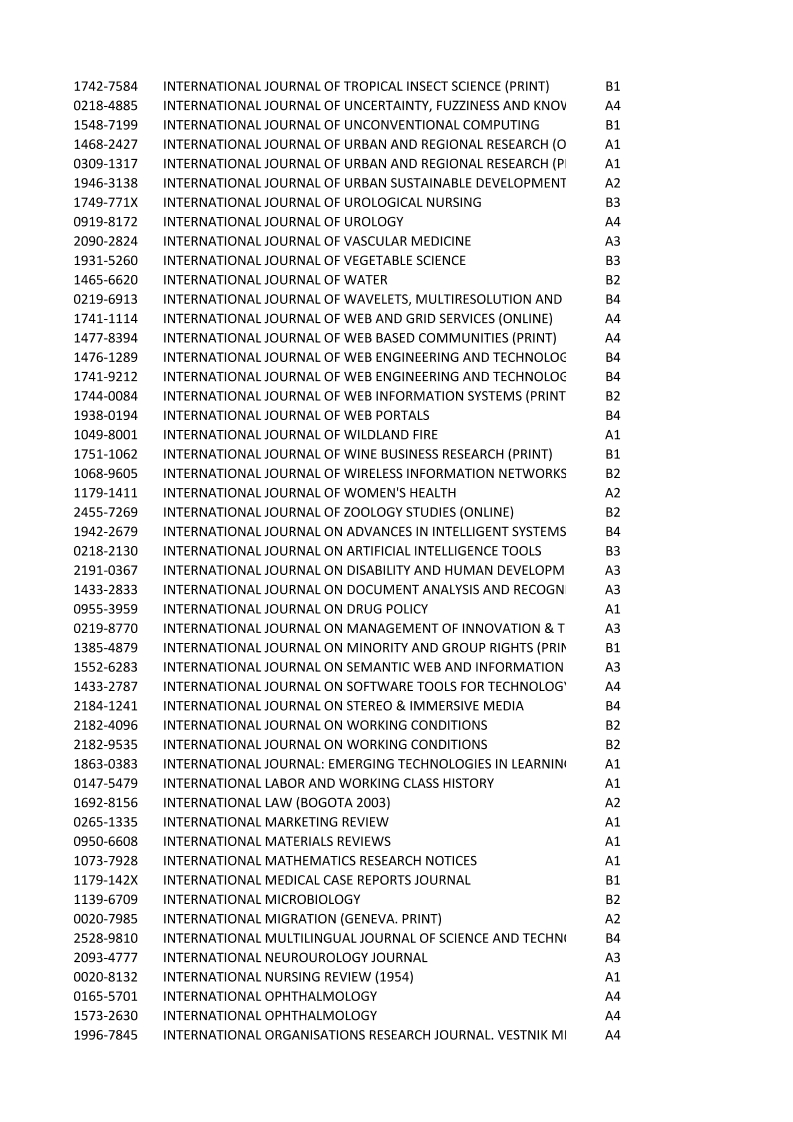 1742-7584 INTERNATIONAL JOURNAL OF TROPICAL INSECT SCIENCE (PRINT) B1
0218-4885 INTERNATIONAL JOURNAL OF UNCERTAINTY, FUZZINESS AND KNOW A4
1548-7199 INTERNATIONAL JOURNAL OF UNCONVENTIONAL COMPUTING B1
1468-2427 INTERNATIONAL JOURNAL OF URBAN AND REGIONAL RESEARCH (O A1
0309-1317 INTERNATIONAL JOURNAL OF URBAN AND REGIONAL RESEARCH (P A1
1946-3138 INTERNATIONAL JOURNAL OF URBAN SUSTAINABLE DEVELOPMENT A2
1749-771X INTERNATIONAL JOURNAL OF UROLOGICAL NURSING B3
0919-8172 INTERNATIONAL JOURNAL OF UROLOGY A4
2090-2824 INTERNATIONAL JOURNAL OF VASCULAR MEDICINE A3
1931-5260 INTERNATIONAL JOURNAL OF VEGETABLE SCIENCE B3
1465-6620 INTERNATIONAL JOURNAL OF WATER B2
0219-6913 INTERNATIONAL JOURNAL OF WAVELETS, MULTIRESOLUTION AND B4
1741-1114 INTERNATIONAL JOURNAL OF WEB AND GRID SERVICES (ONLINE) A4
1477-8394 INTERNATIONAL JOURNAL OF WEB BASED COMMUNITIES (PRINT) A4
1476-1289 INTERNATIONAL JOURNAL OF WEB ENGINEERING AND TECHNOLOG B4
1741-9212 INTERNATIONAL JOURNAL OF WEB ENGINEERING AND TECHNOLOG B4
1744-0084 INTERNATIONAL JOURNAL OF WEB INFORMATION SYSTEMS (PRINT B2
1938-0194 INTERNATIONAL JOURNAL OF WEB PORTALS B4
1049-8001 INTERNATIONAL JOURNAL OF WILDLAND FIRE A1
1751-1062 INTERNATIONAL JOURNAL OF WINE BUSINESS RESEARCH (PRINT) B1
1068-9605 INTERNATIONAL JOURNAL OF WIRELESS INFORMATION NETWORKS B2
1179-1411 INTERNATIONAL JOURNAL OF WOMEN'S HEALTH A2
2455-7269 INTERNATIONAL JOURNAL OF ZOOLOGY STUDIES (ONLINE) B2
1942-2679 INTERNATIONAL JOURNAL ON ADVANCES IN INTELLIGENT SYSTEMS B4
0218-2130 INTERNATIONAL JOURNAL ON ARTIFICIAL INTELLIGENCE TOOLS B3
2191-0367 INTERNATIONAL JOURNAL ON DISABILITY AND HUMAN DEVELOPM A3
1433-2833 INTERNATIONAL JOURNAL ON DOCUMENT ANALYSIS AND RECOGN A3
0955-3959 INTERNATIONAL JOURNAL ON DRUG POLICY A1
0219-8770 INTERNATIONAL JOURNAL ON MANAGEMENT OF INNOVATION & T A3
1385-4879 INTERNATIONAL JOURNAL ON MINORITY AND GROUP RIGHTS (PRIN B1
1552-6283 INTERNATIONAL JOURNAL ON SEMANTIC WEB AND INFORMATION A3
1433-2787 INTERNATIONAL JOURNAL ON SOFTWARE TOOLS FOR TECHNOLOGY A4
2184-1241 INTERNATIONAL JOURNAL ON STEREO & IMMERSIVE MEDIA B4
2182-4096 INTERNATIONAL JOURNAL ON WORKING CONDITIONS B2
2182-9535 INTERNATIONAL JOURNAL ON WORKING CONDITIONS B2
1863-0383 INTERNATIONAL JOURNAL: EMERGING TECHNOLOGIES IN LEARNING A1
0147-5479 INTERNATIONAL LABOR AND WORKING CLASS HISTORY A1
1692-8156 INTERNATIONAL LAW (BOGOTA 2003) A2
0265-1335 INTERNATIONAL MARKETING REVIEW A1
0950-6608 INTERNATIONAL MATERIALS REVIEWS A1
1073-7928 INTERNATIONAL MATHEMATICS RESEARCH NOTICES A1
1179-142X INTERNATIONAL MEDICAL CASE REPORTS JOURNAL B1
1139-6709 INTERNATIONAL MICROBIOLOGY B2
0020-7985 INTERNATIONAL MIGRATION (GENEVA. PRINT) A2
2528-9810 INTERNATIONAL MULTILINGUAL JOURNAL OF SCIENCE AND TECHNO B4
2093-4777 INTERNATIONAL NEUROUROLOGY JOURNAL A3
0020-8132 INTERNATIONAL NURSING REVIEW (1954) A1
0165-5701 INTERNATIONAL OPHTHALMOLOGY A4
1573-2630 INTERNATIONAL OPHTHALMOLOGY A4
1996-7845 INTERNATIONAL ORGANISATIONS RESEARCH JOURNAL. VESTNIK M A4